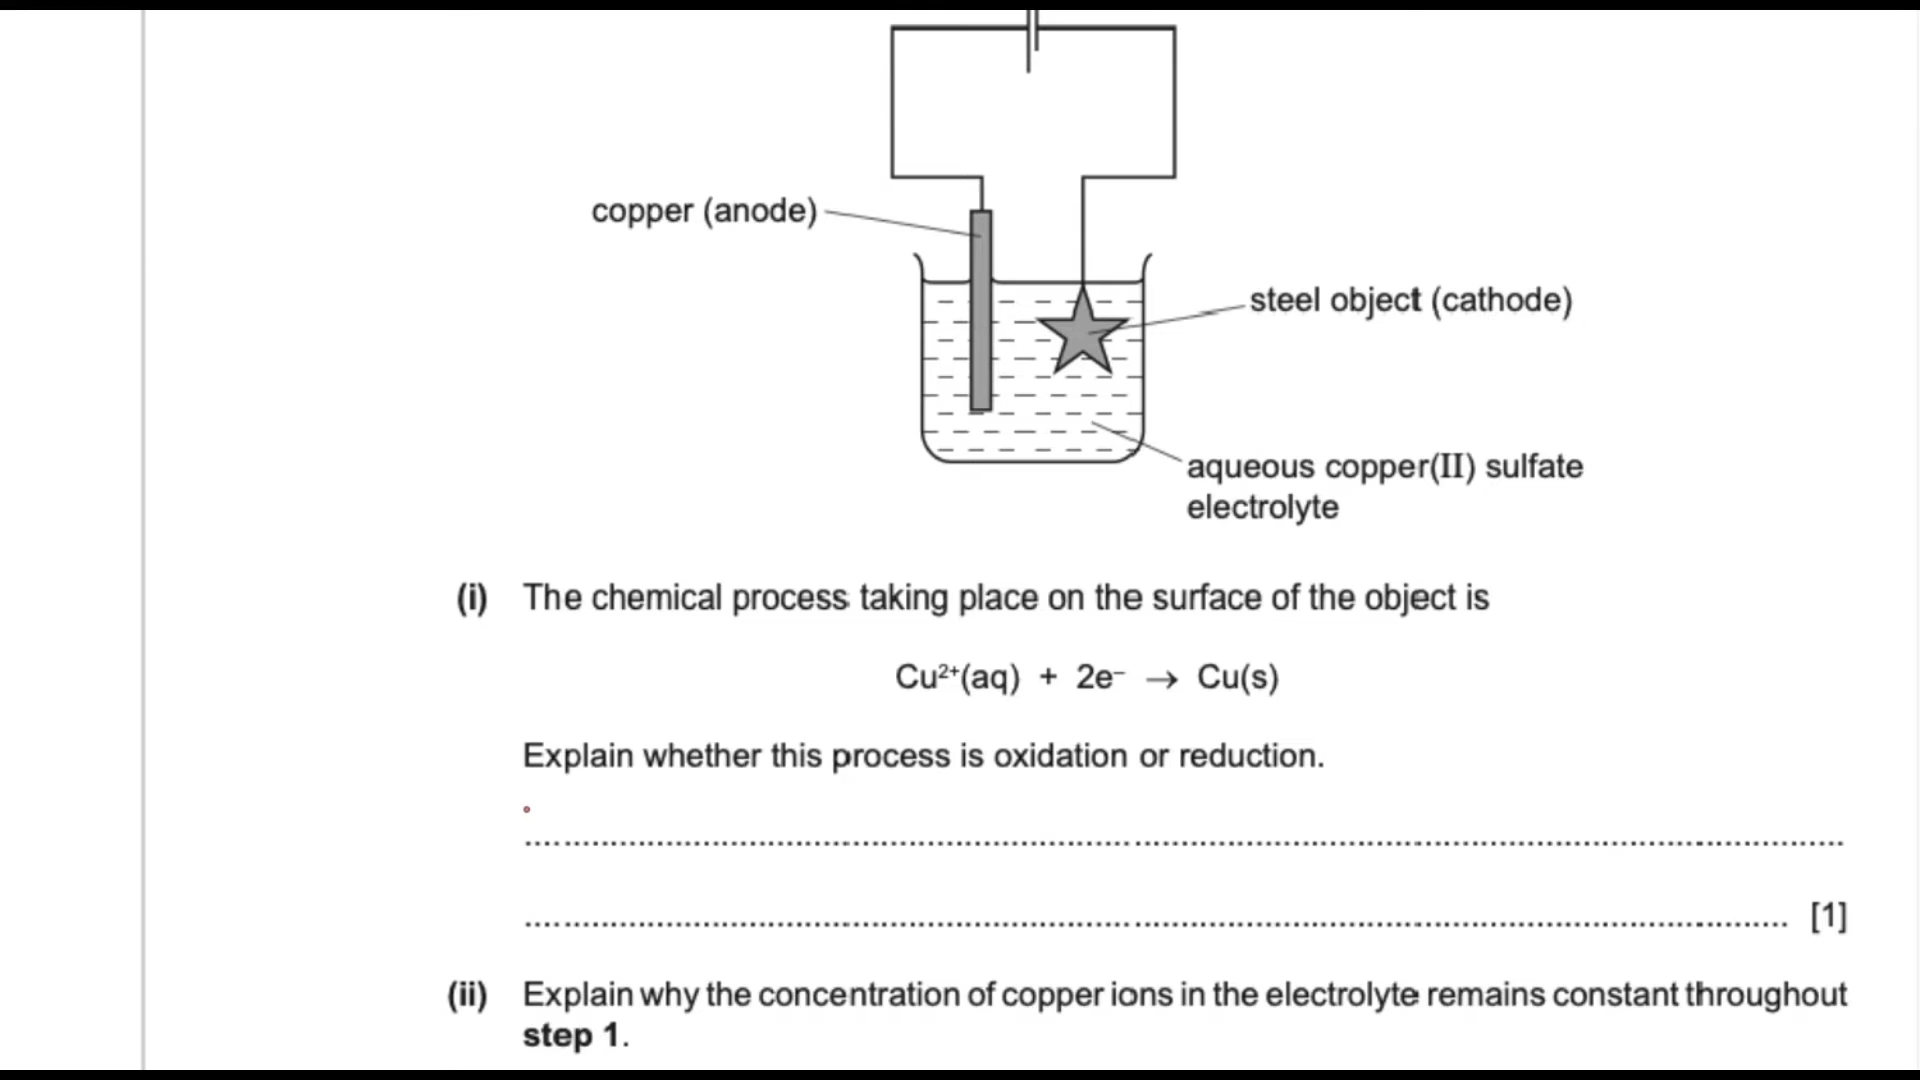 copper (anode)
steel object (cathode)
aqueous copper(II) sulfate
electrolyte
(i) The chemical process taking place on the surface of the object is
Cu²⁺(aq) + 2e⁻ → Cu(s)
Explain whether this process is oxidation or reduction.
....................................................................................................
.................................................................................................... [1]
(ii) Explain why the concentration of copper ions in the electrolyte remains constant throughout
step 1.